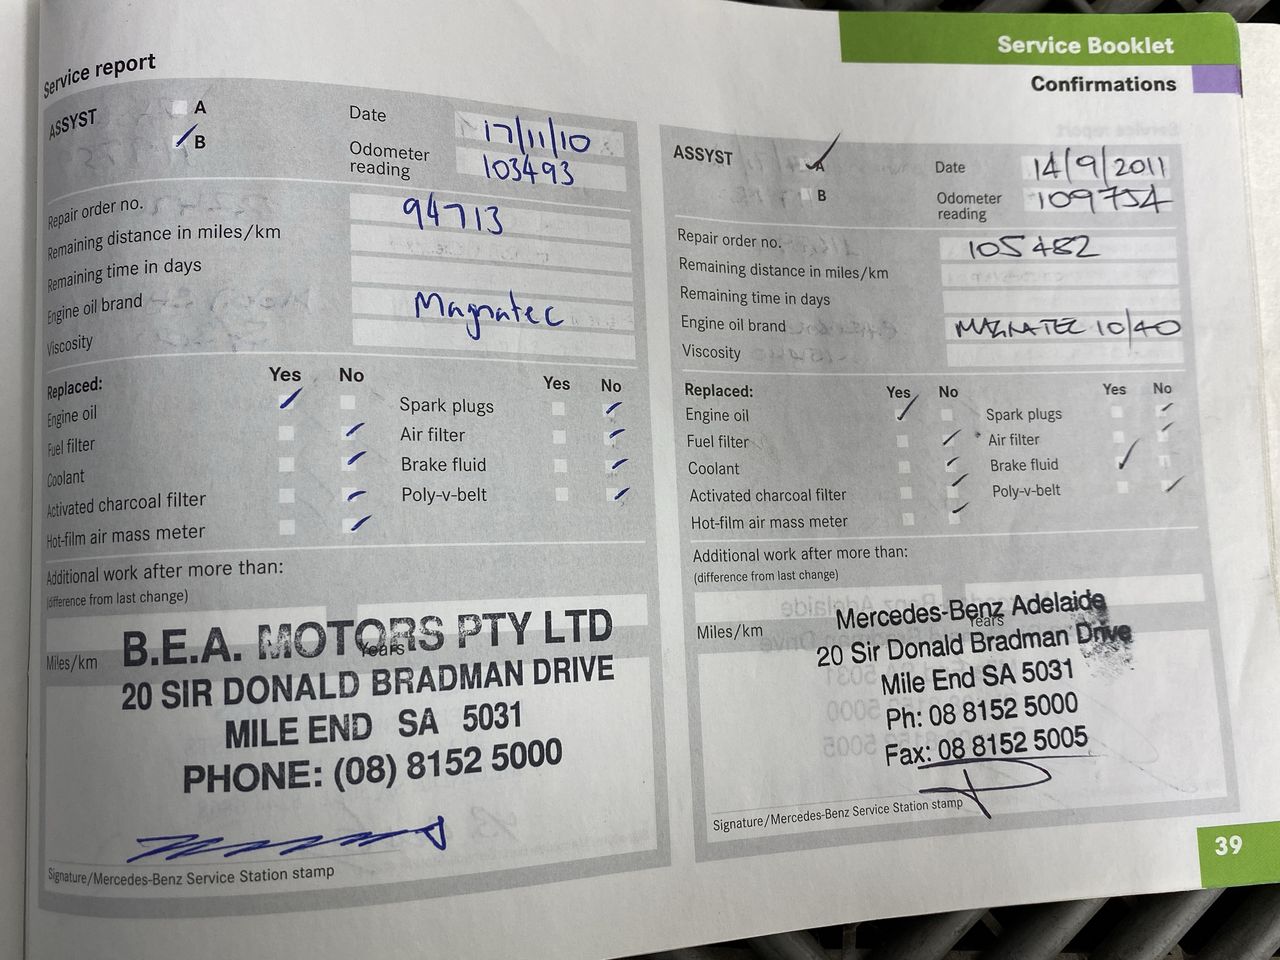 Service Booklet
Confirmations
Service report
ASSYST
A
B
Date 17/11/10
Odometer reading 103493
Repair order no. 94713
Remaining distance in miles/km
Remaining time in days
Engine oil brand Magnatec
Viscosity
Replaced: Yes No Yes No
Engine oil Spark plugs
Fuel filter Air filter
Coolant Brake fluid
Activated charcoal filter Poly-v-belt
Hot-film air mass meter
Additional work after more than:
(difference from last change)
Miles/km Years
B.E.A. MOTORS PTY LTD
20 SIR DONALD BRADMAN DRIVE
MILE END SA 5031
PHONE: (08) 8152 5000
Signature/Mercedes-Benz Service Station stamp
ASSYST
A
B
Date 14/9/2011
Odometer reading 109754
Repair order no. 105482
Remaining distance in miles/km
Remaining time in days
Engine oil brand MAGNATEC 10/40
Viscosity
Replaced: Yes No Yes No
Engine oil Spark plugs
Fuel filter Air filter
Coolant Brake fluid
Activated charcoal filter Poly-v-belt
Hot-film air mass meter
Additional work after more than:
(difference from last change)
Miles/km Years
Mercedes-Benz Adelaide
20 Sir Donald Bradman Drive
Mile End SA 5031
Ph: 08 8152 5000
Fax: 08 8152 5005
Signature/Mercedes-Benz Service Station stamp
39